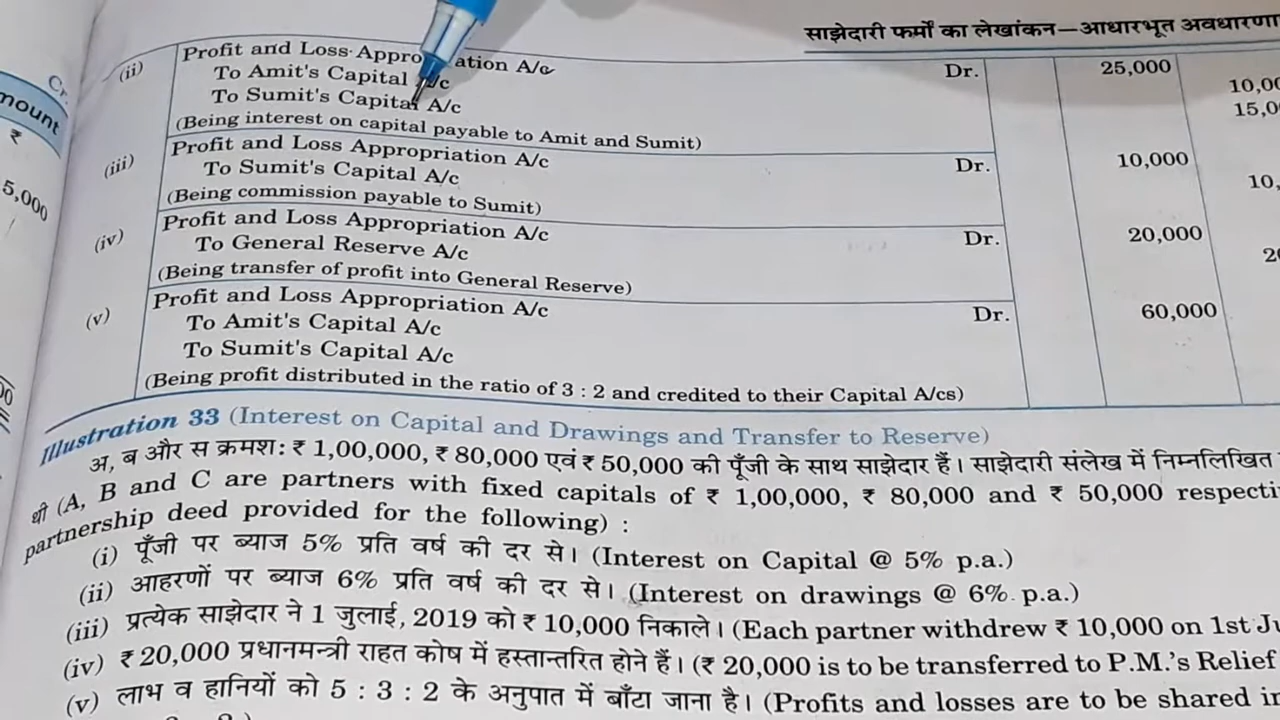 साझेदारी फर्मों का लेखांकन—आधारभूत अवधारणा
Cr.
mount
₹
5,000
00
(ii) Profit and Loss Appro ation A/c Dr. 25,000
To Amit's Capital A/c 10,00
To Sumit's Capital A/c 15,0
(Being interest on capital payable to Amit and Sumit)
(iii) Profit and Loss Appropriation A/c Dr. 10,000
To Sumit's Capital A/c 10,
(Being commission payable to Sumit)
(iv) Profit and Loss Appropriation A/c Dr. 20,000
To General Reserve A/c 20
(Being transfer of profit into General Reserve)
(v) Profit and Loss Appropriation A/c Dr. 60,000
To Amit's Capital A/c
To Sumit's Capital A/c
(Being profit distributed in the ratio of 3 : 2 and credited to their Capital A/cs)
Illustration 33 (Interest on Capital and Drawings and Transfer to Reserve)
अ, ब और स क्रमश: ₹ 1,00,000, ₹ 80,000 एवं ₹ 50,000 की पूँजी के साथ साझेदार हैं। साझेदारी संलेख में निम्नलिखित
थी (A, B and C are partners with fixed capitals of ₹ 1,00,000, ₹ 80,000 and ₹ 50,000 respecti
partnership deed provided for the following) :
(i) पूँजी पर ब्याज 5% प्रति वर्ष की दर से। (Interest on Capital @ 5% p.a.)
(ii) आहरणों पर ब्याज 6% प्रति वर्ष की दर से। (Interest on drawings @ 6% p.a.)
(iii) प्रत्येक साझेदार ने 1 जुलाई, 2019 को ₹ 10,000 निकाले। (Each partner withdrew ₹ 10,000 on 1st Ju
(iv) ₹ 20,000 प्रधानमन्त्री राहत कोष में हस्तान्तरित होने हैं। (₹ 20,000 is to be transferred to P.M.'s Relief
(v) लाभ व हानियों को 5 : 3 : 2 के अनुपात में बाँटा जाना है। (Profits and losses are to be shared in